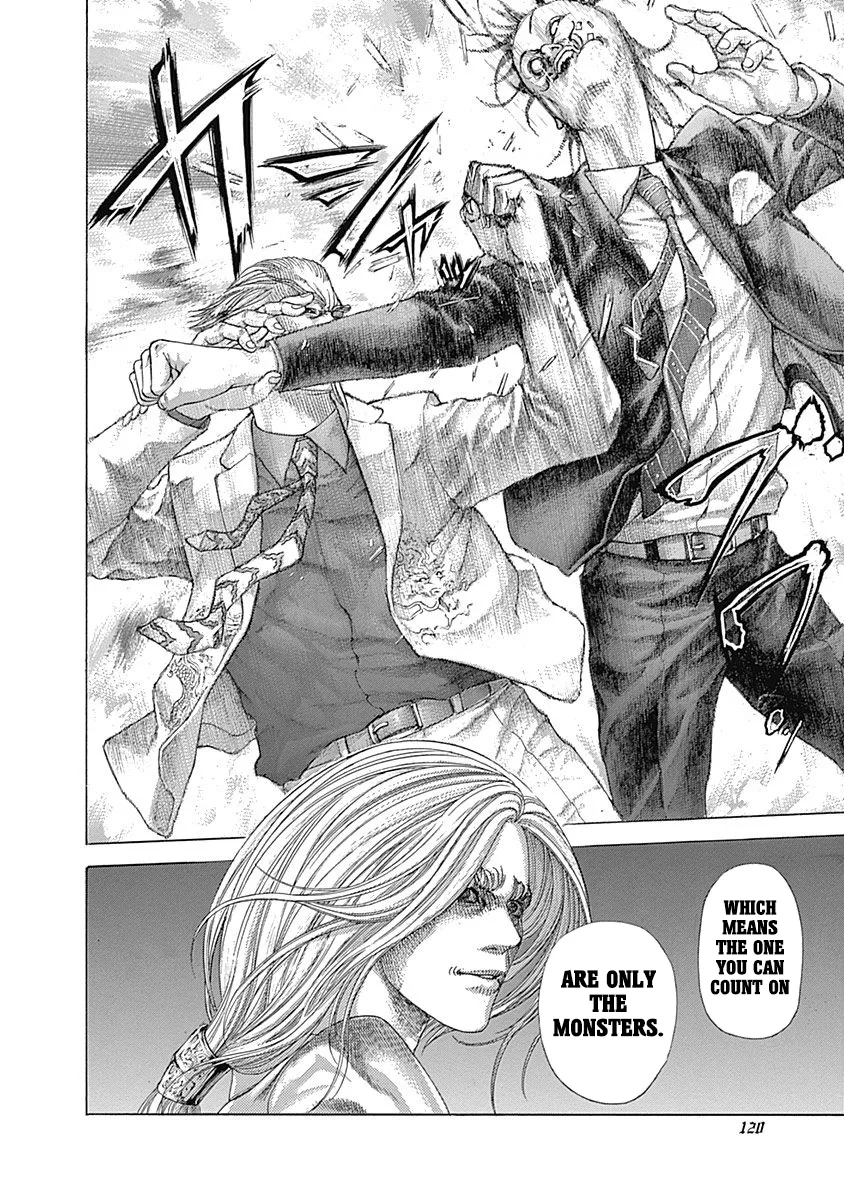 WHICH
MEANS
THE ONE
YOU CAN
COUNT ON
ARE ONLY
THE
MONSTERS.
120